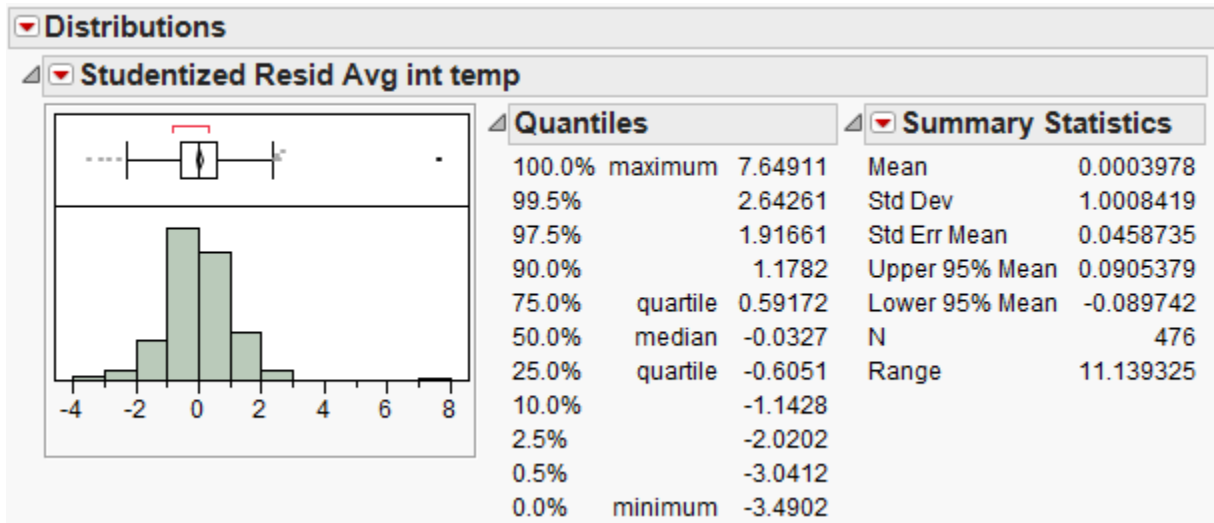 Distributions
Studentized Resid Avg int temp
-4 -2 0 2 4 6 8
Quantiles
100.0% maximum 7.64911
99.5% 2.64261
97.5% 1.91661
90.0% 1.1782
75.0% quartile 0.59172
50.0% median -0.0327
25.0% quartile -0.6051
10.0% -1.1428
2.5% -2.0202
0.5% -3.0412
0.0% minimum -3.4902
Summary Statistics
Mean 0.0003978
Std Dev 1.0008419
Std Err Mean 0.0458735
Upper 95% Mean 0.0905379
Lower 95% Mean -0.089742
N 476
Range 11.139325